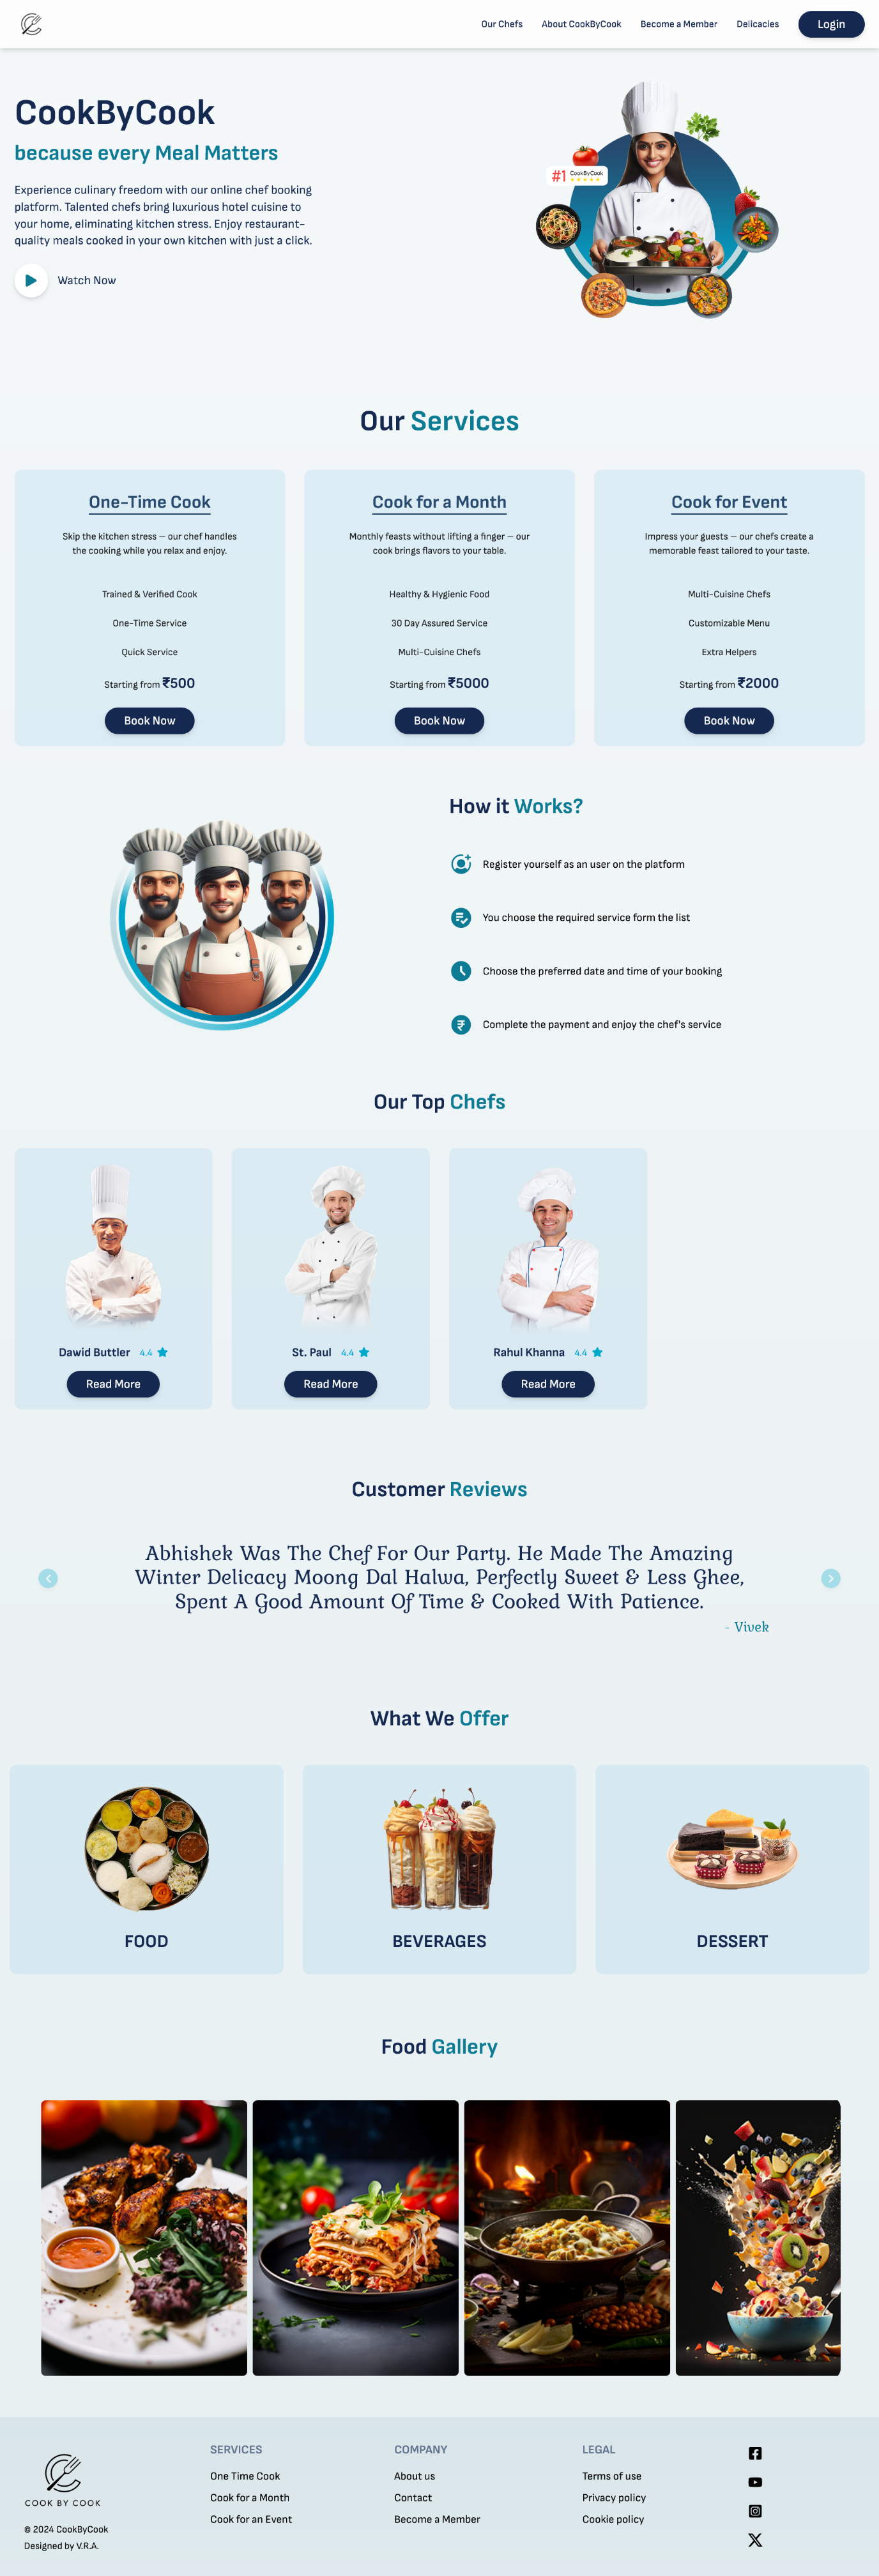 Our Chefs
About CookByCook
Become a Member
Delicacies
Login
CookByCook
because every Meal Matters
Experience culinary freedom with our online chef booking
platform. Talented chefs bring luxurious hotel cuisine to
your home, eliminating kitchen stress. Enjoy restaurant-
quality meals cooked in your own kitchen with just a click.
Watch Now
#1 CookByCook
Our Services
One-Time Cook
Skip the kitchen stress – our chef handles
the cooking while you relax and enjoy.
Trained & Verified Cook
One-Time Service
Quick Service
Starting from ₹500
Book Now
Cook for a Month
Monthly feasts without lifting a finger – our
cook brings flavors to your table.
Healthy & Hygienic Food
30 Day Assured Service
Multi-Cuisine Chefs
Starting from ₹5000
Book Now
Cook for Event
Impress your guests – our chefs create a
memorable feast tailored to your taste.
Multi-Cuisine Chefs
Customizable Menu
Extra Helpers
Starting from ₹2000
Book Now
How it Works?
Register yourself as an user on the platform
You choose the required service form the list
Choose the preferred date and time of your booking
Complete the payment and enjoy the chef's service
Our Top Chefs
Dawid Buttler 4.4
Read More
St. Paul 4.4
Read More
Rahul Khanna 4.4
Read More
Customer Reviews
Abhishek Was The Chef For Our Party. He Made The Amazing
Winter Delicacy Moong Dal Halwa, Perfectly Sweet & Less Ghee,
Spent A Good Amount Of Time & Cooked With Patience.
- Vivek
What We Offer
FOOD
BEVERAGES
DESSERT
Food Gallery
COOK BY COOK
© 2024 CookByCook
Designed by V.R.A.
SERVICES
One Time Cook
Cook for a Month
Cook for an Event
COMPANY
About us
Contact
Become a Member
LEGAL
Terms of use
Privacy policy
Cookie policy